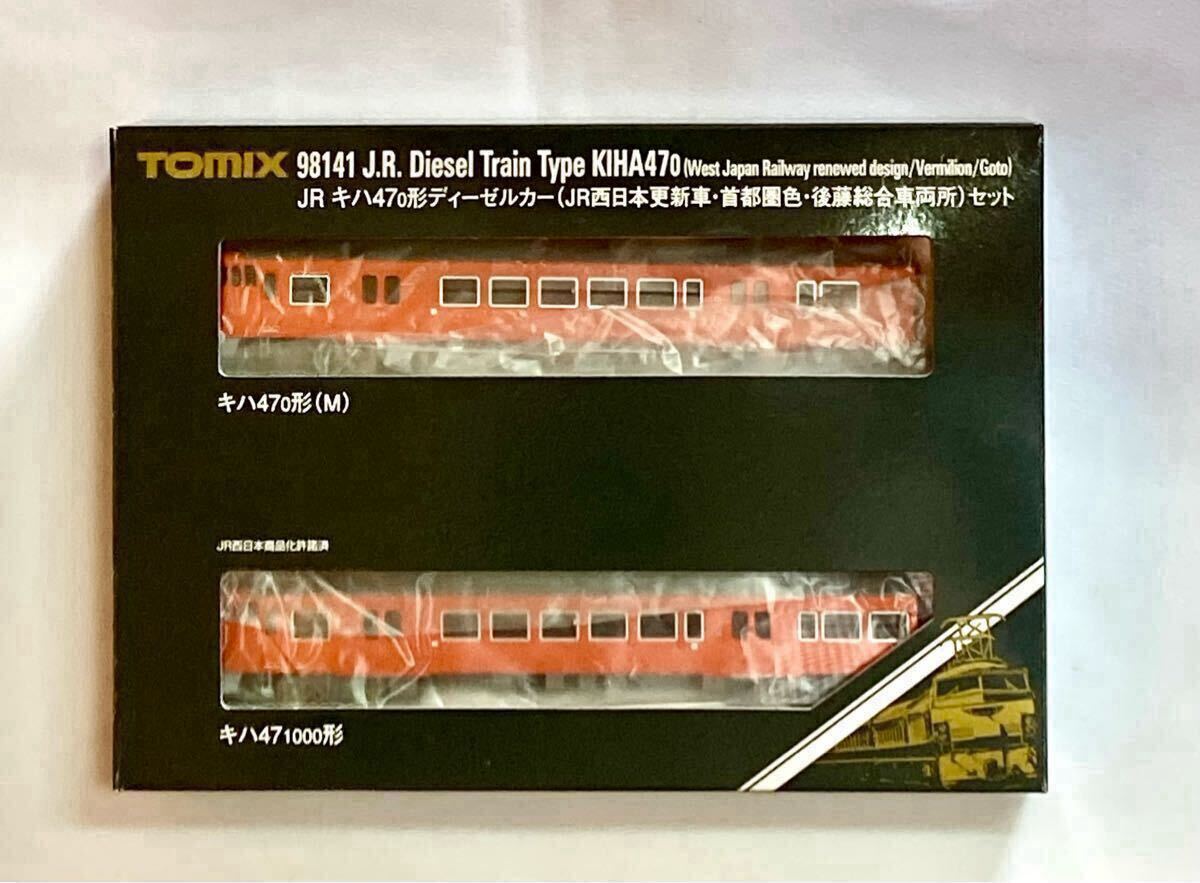 TOMIX 98141 J.R. Diesel Train Type KIHA470 (West Japan Railway renewed design/Vermilion/Goto)
JR キハ470形ディーゼルカー(JR西日本更新車・首都圏色・後藤総合車両所)セット
キハ470形(M)
JR西日本商品化許諾済
キハ471000形